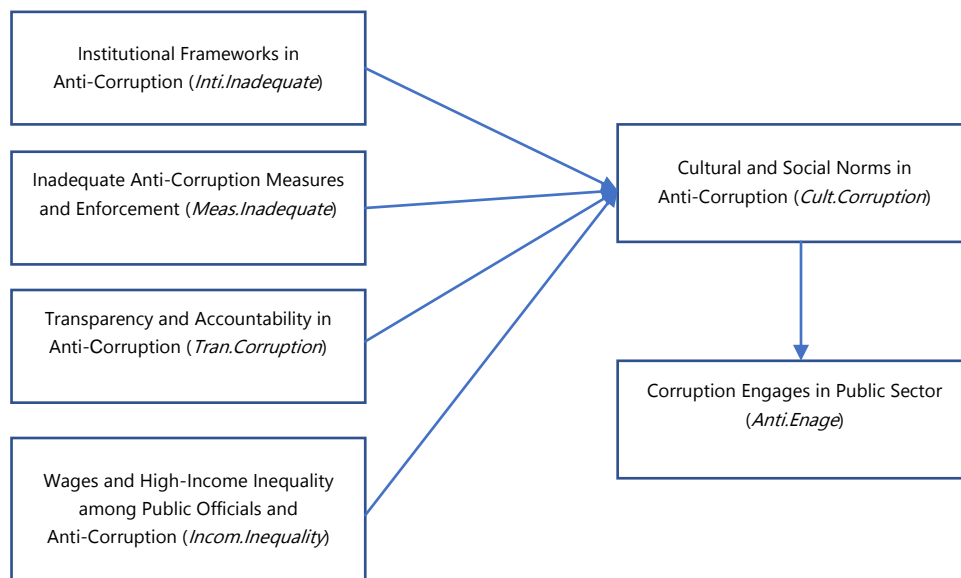 Institutional Frameworks in
Anti-Corruption (Inti.Inadequate)
Inadequate Anti-Corruption Measures
and Enforcement (Meas.Inadequate)
Transparency and Accountability in
Anti-Corruption (Tran.Corruption)
Wages and High-Income Inequality
among Public Officials and
Anti-Corruption (Incom.Inequality)
Cultural and Social Norms in
Anti-Corruption (Cult.Corruption)
Corruption Engages in Public Sector
(Anti.Enage)